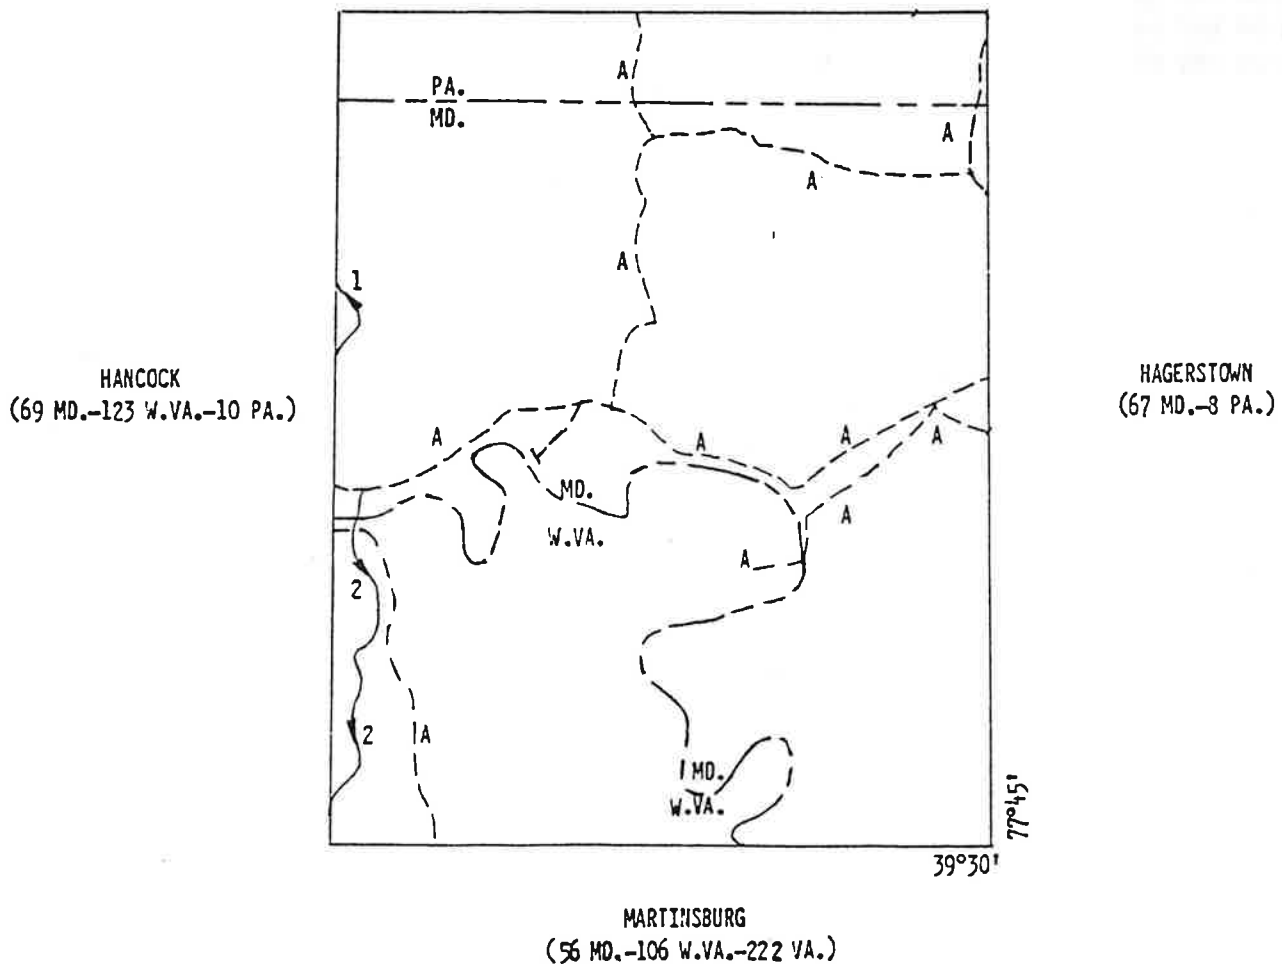 A
PA.
MD.
A
A
A
1
HANCOCK
(69 MD.-123 W.VA.-10 PA.)
HAGERSTOWN
(67 MD.-8 PA.)
A
A
A
A
MD.
A
W.VA.
A
2
2
A
MD.
W.VA.
77°45'
39°30'
MARTINSBURG
(56 MD.-106 W.VA.-222 VA.)